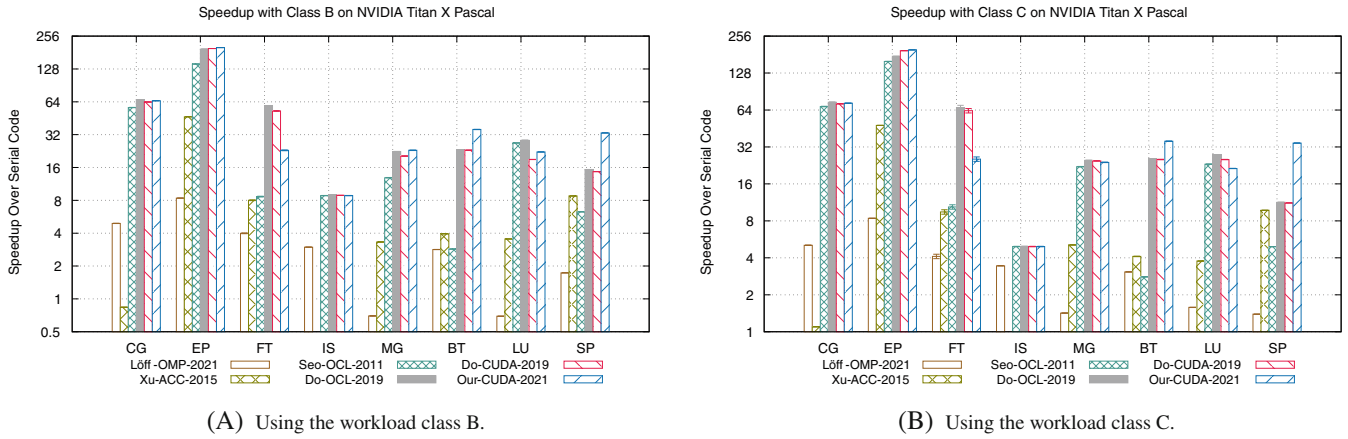 Speedup with Class B on NVIDIA Titan X Pascal
Speedup Over Serial Code
256
128
64
32
16
8
4
2
1
0.5
CG EP FT IS MG BT LU SP
Löff -OMP-2021 Seo-OCL-2011 Do-CUDA-2019
Xu-ACC-2015 Do-OCL-2019 Our-CUDA-2021
(A) Using the workload class B.
Speedup with Class C on NVIDIA Titan X Pascal
Speedup Over Serial Code
256
128
64
32
16
8
4
2
1
CG EP FT IS MG BT LU SP
Löff -OMP-2021 Seo-OCL-2011 Do-CUDA-2019
Xu-ACC-2015 Do-OCL-2019 Our-CUDA-2021
(B) Using the workload class C.